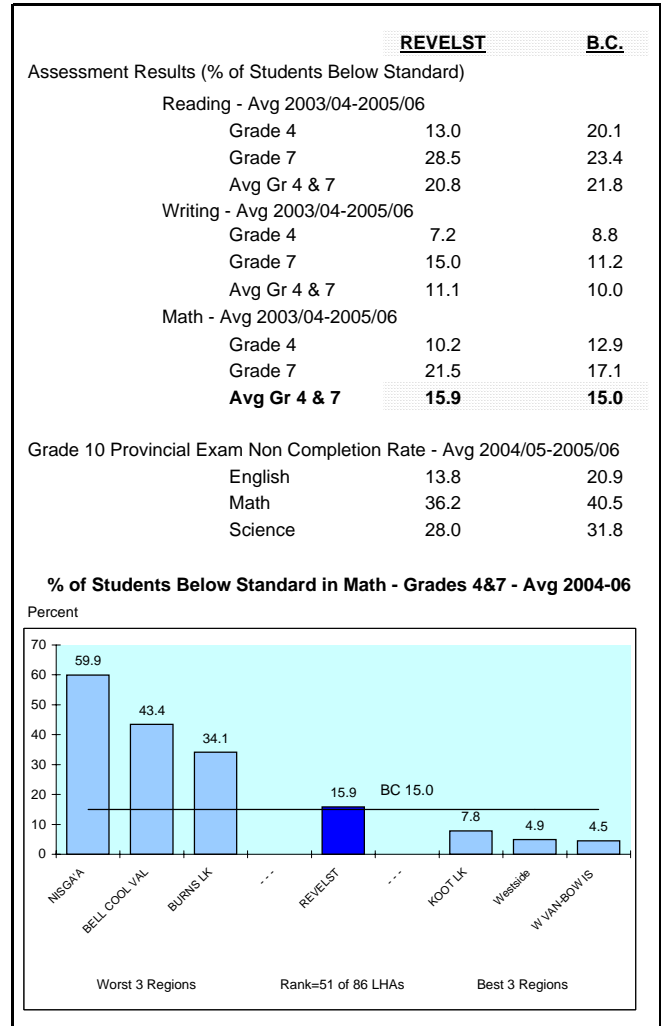 REVELST B.C.
Assessment Results (% of Students Below Standard)
Reading - Avg 2003/04-2005/06
Grade 4 13.0 20.1
Grade 7 28.5 23.4
Avg Gr 4 & 7 20.8 21.8
Writing - Avg 2003/04-2005/06
Grade 4 7.2 8.8
Grade 7 15.0 11.2
Avg Gr 4 & 7 11.1 10.0
Math - Avg 2003/04-2005/06
Grade 4 10.2 12.9
Grade 7 21.5 17.1
Avg Gr 4 & 7 15.9 15.0
Grade 10 Provincial Exam Non Completion Rate - Avg 2004/05-2005/06
English 13.8 20.9
Math 36.2 40.5
Science 28.0 31.8
% of Students Below Standard in Math - Grades 4&7 - Avg 2004-06
Percent
70
60
50
40
30
20
10
0
59.9
43.4
34.1
15.9
BC 15.0
7.8
4.9
4.5
NISGA'A
BELL COOL VAL
BURNS LK
- - -
REVELST
- - -
KOOT LK
Westside
W VAN-BOW IS
Worst 3 Regions Rank=51 of 86 LHAs Best 3 Regions